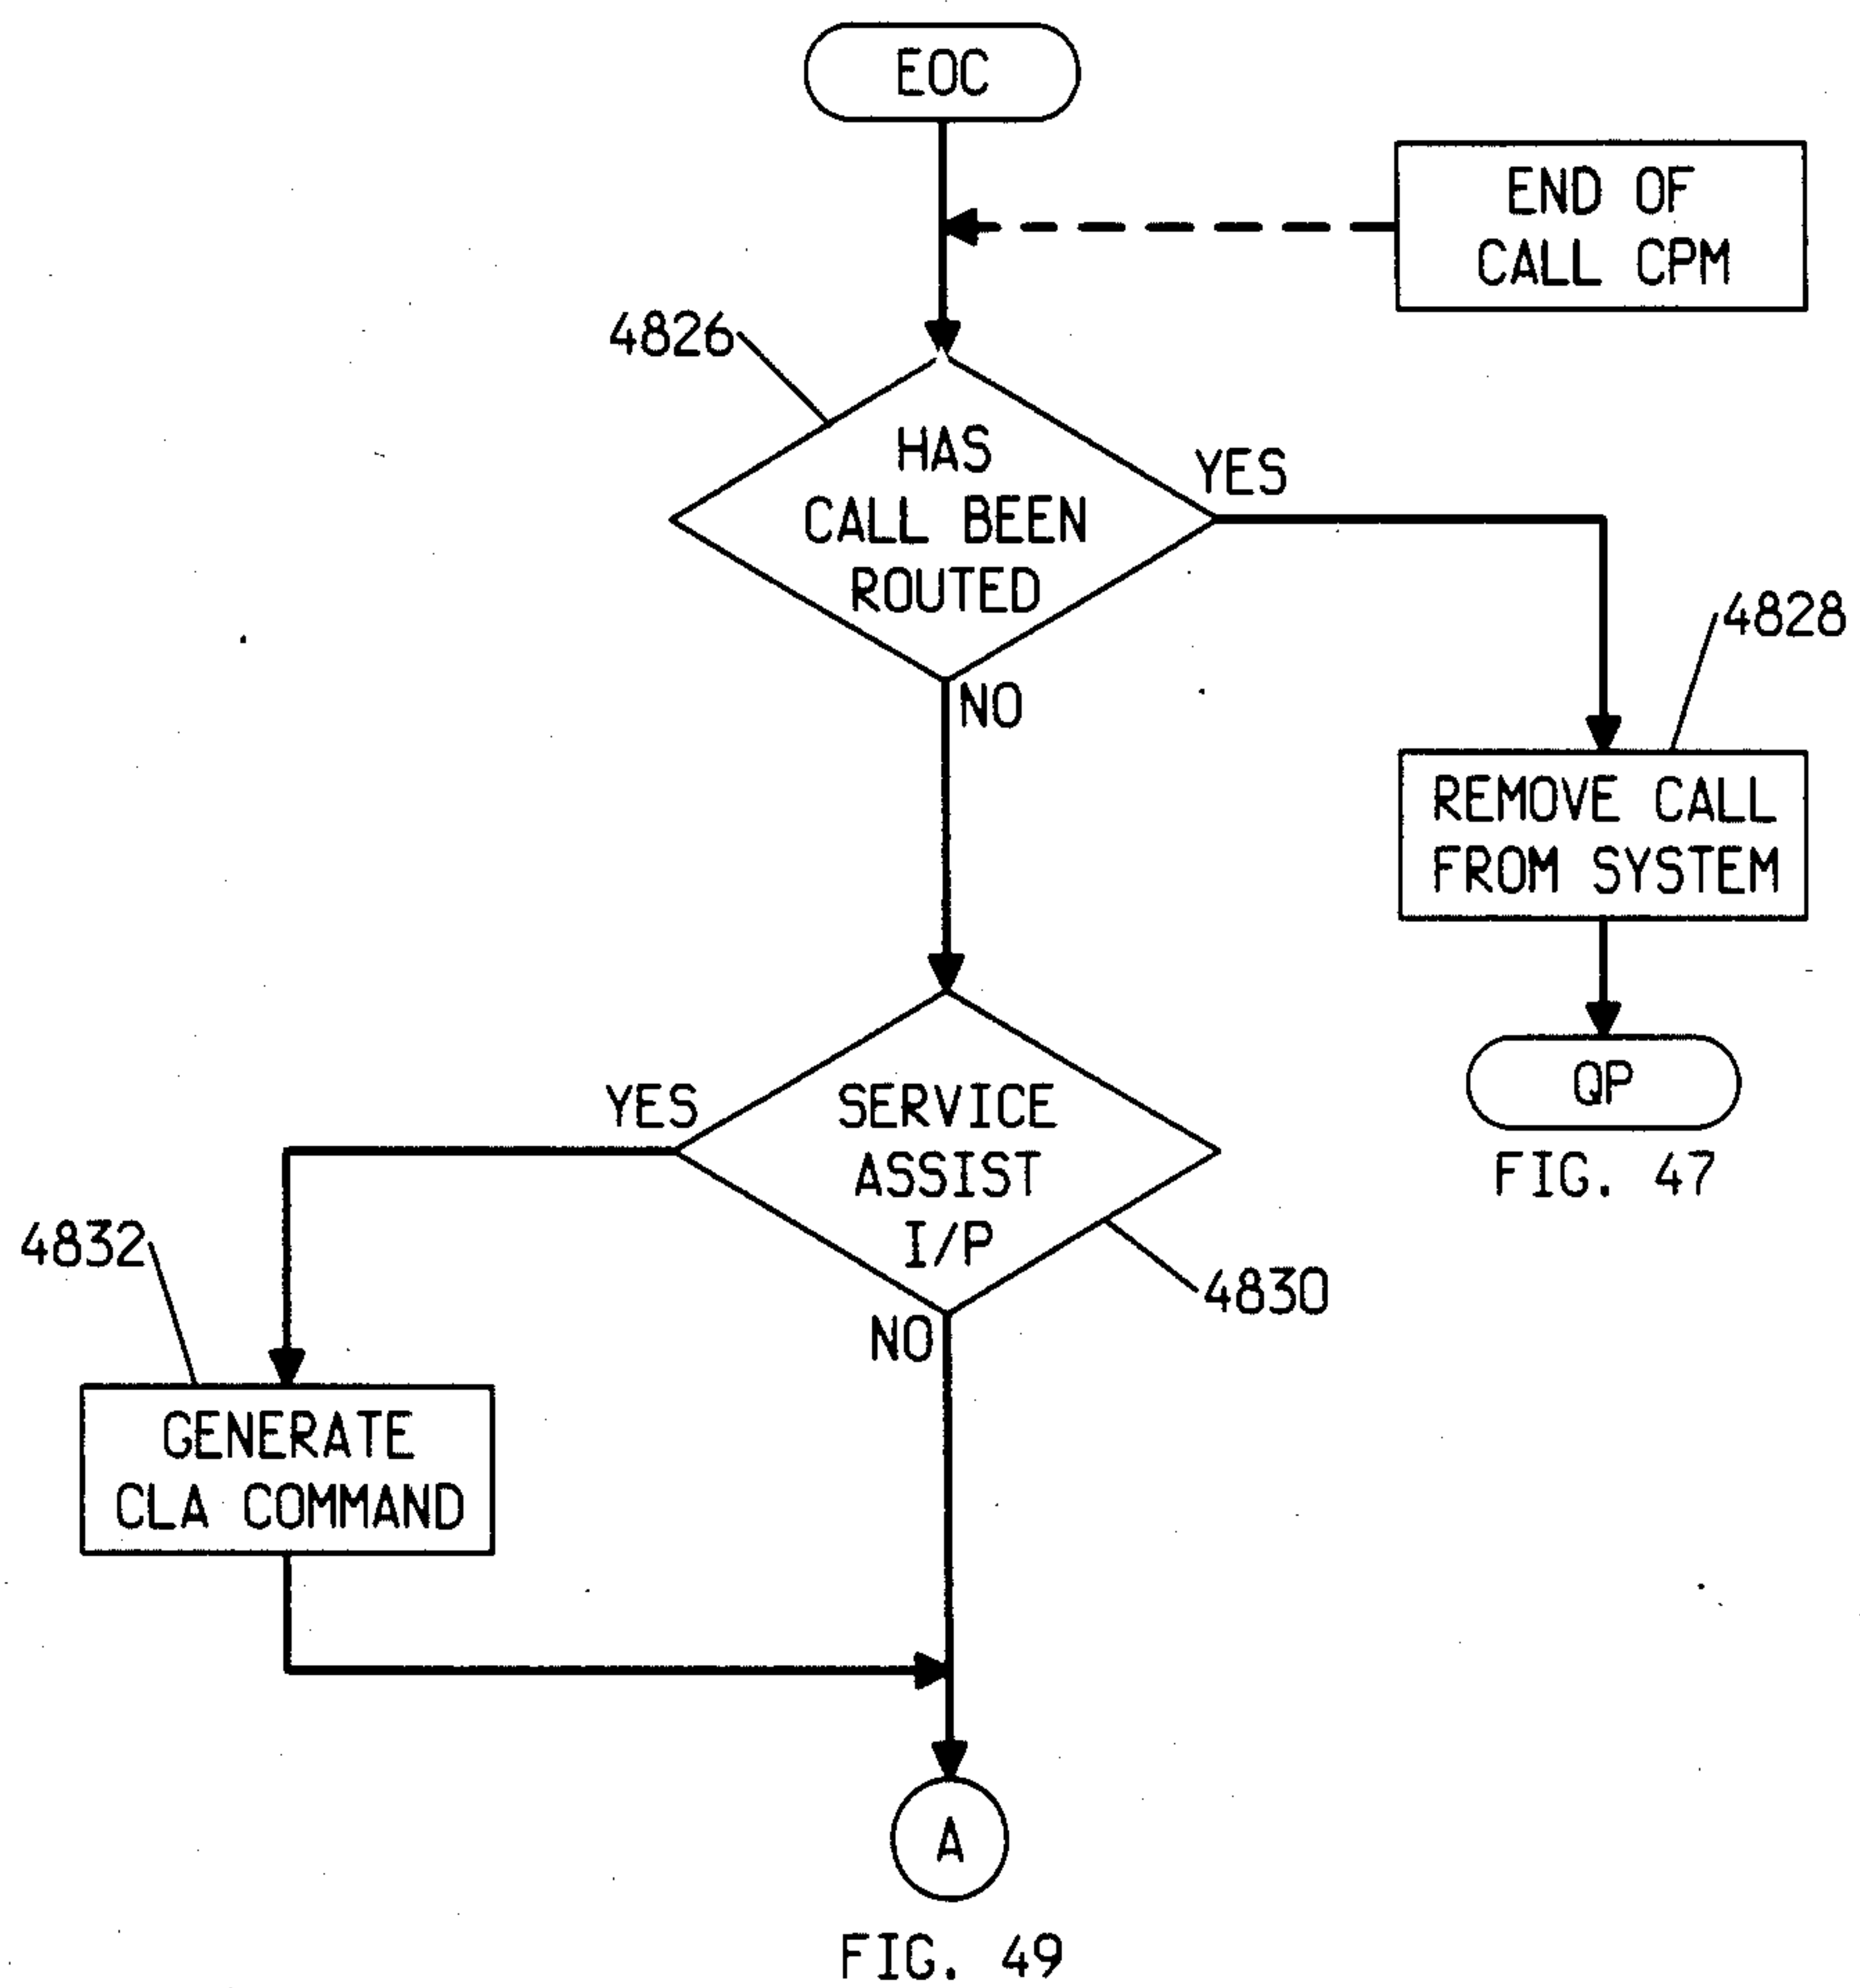 EOC
END OF
CALL CPM
4826
HAS
CALL BEEN
ROUTED
YES
NO
4828
REMOVE CALL
FROM SYSTEM
QP
FIG. 47
YES
SERVICE
ASSIST
I/P
4830
NO
4832
GENERATE
CLA COMMAND
A
FIG. 49